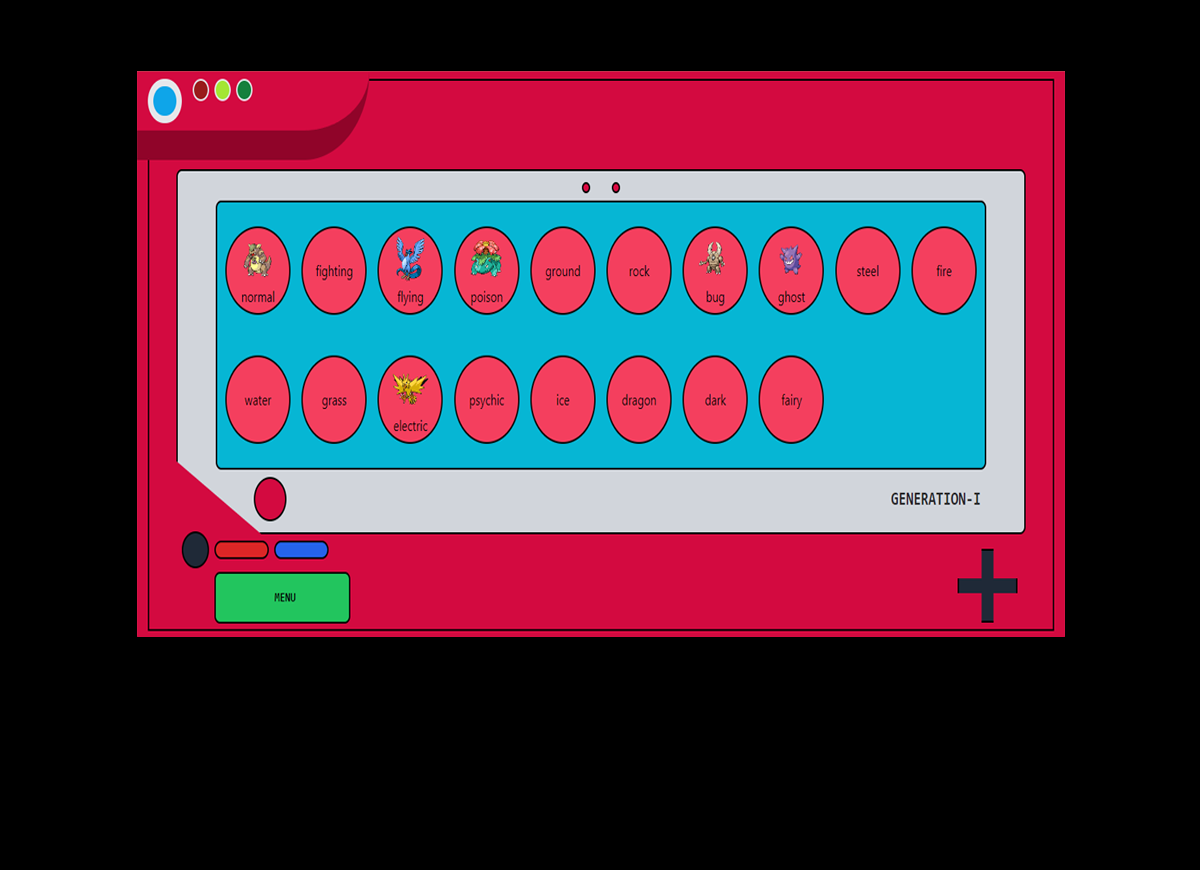 normal fighting flying poison ground rock bug ghost steel fire
water grass electric psychic ice dragon dark fairy
GENERATION-I
MENU